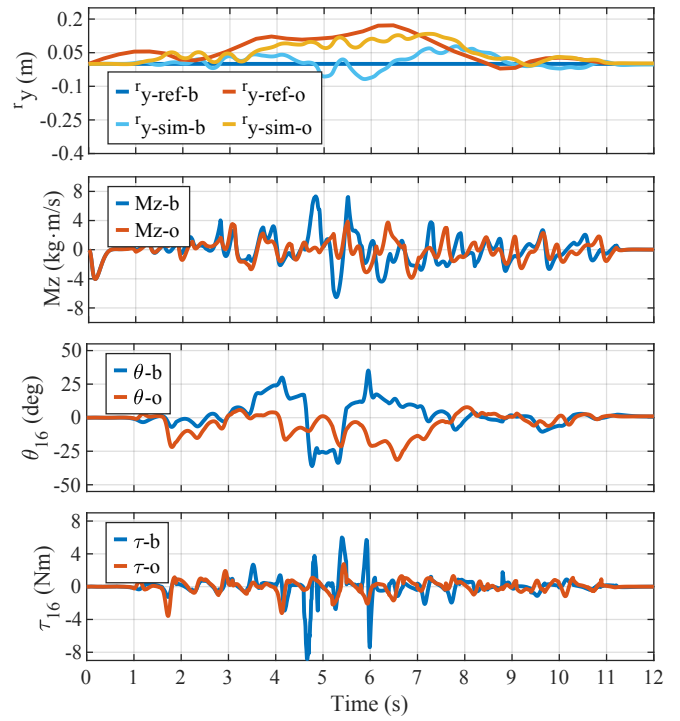 0.2
0.05
-0.1
-0.25
-0.4
ʳy (m)
ʳy-ref-b ʳy-ref-o
ʳy-sim-b ʳy-sim-o
8
4
0
-4
-8
Mz (kg·m/s)
Mz-b
Mz-o
50
25
0
-25
-50
θ₁₆ (deg)
θ-b
θ-o
8
4
0
-4
-8
τ₁₆ (Nm)
τ-b
τ-o
0 1 2 3 4 5 6 7 8 9 10 11 12
Time (s)